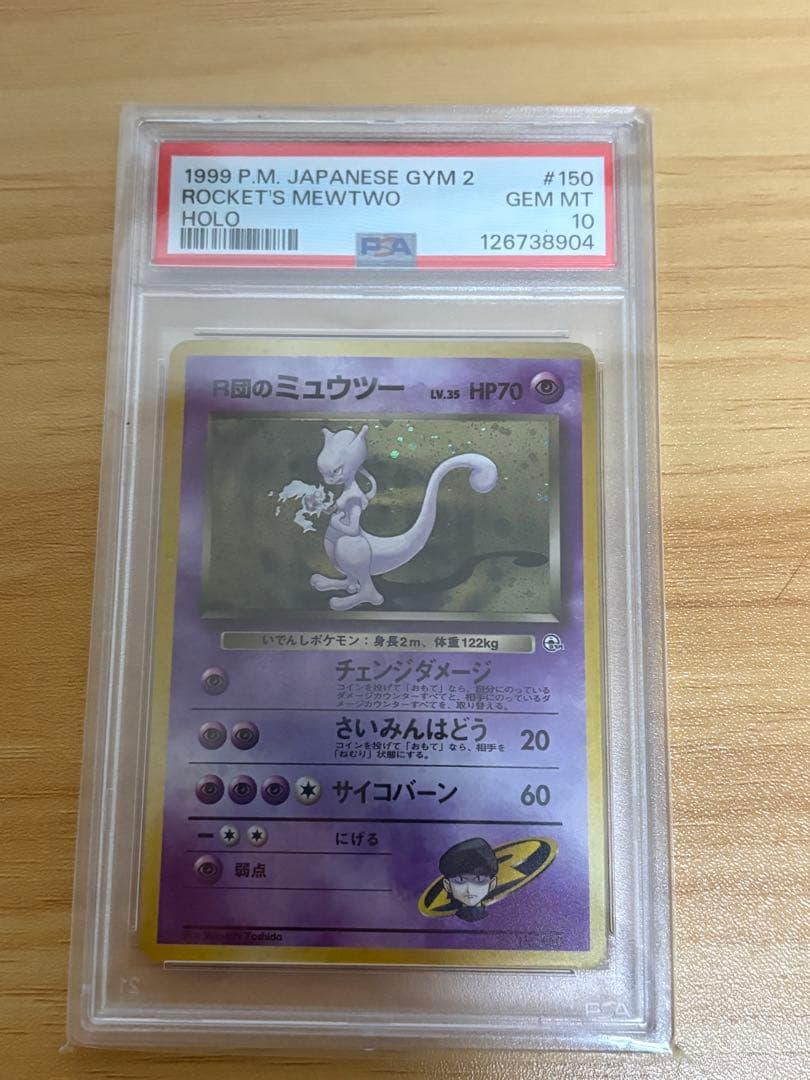 1999 P.M. JAPANESE GYM 2 #150
ROCKET'S MEWTWO GEM MT
HOLO 10
PSA 126738904
R団のミュウツー LV.35 HP70
いでんしポケモン：身長2m、体重122kg
チェンジダメージ
コインを投げて「おもて」なら、自分にのっている
ダメージカウンターすべてと、相手にのっているダメ
ージカウンターすべてを、取り替える。
さいみんはどう 20
コインを投げて「おもて」なら、相手を
「ねむり」状態にする。
サイコバーン 60
にげる
弱点
R
Yoshida
PSA